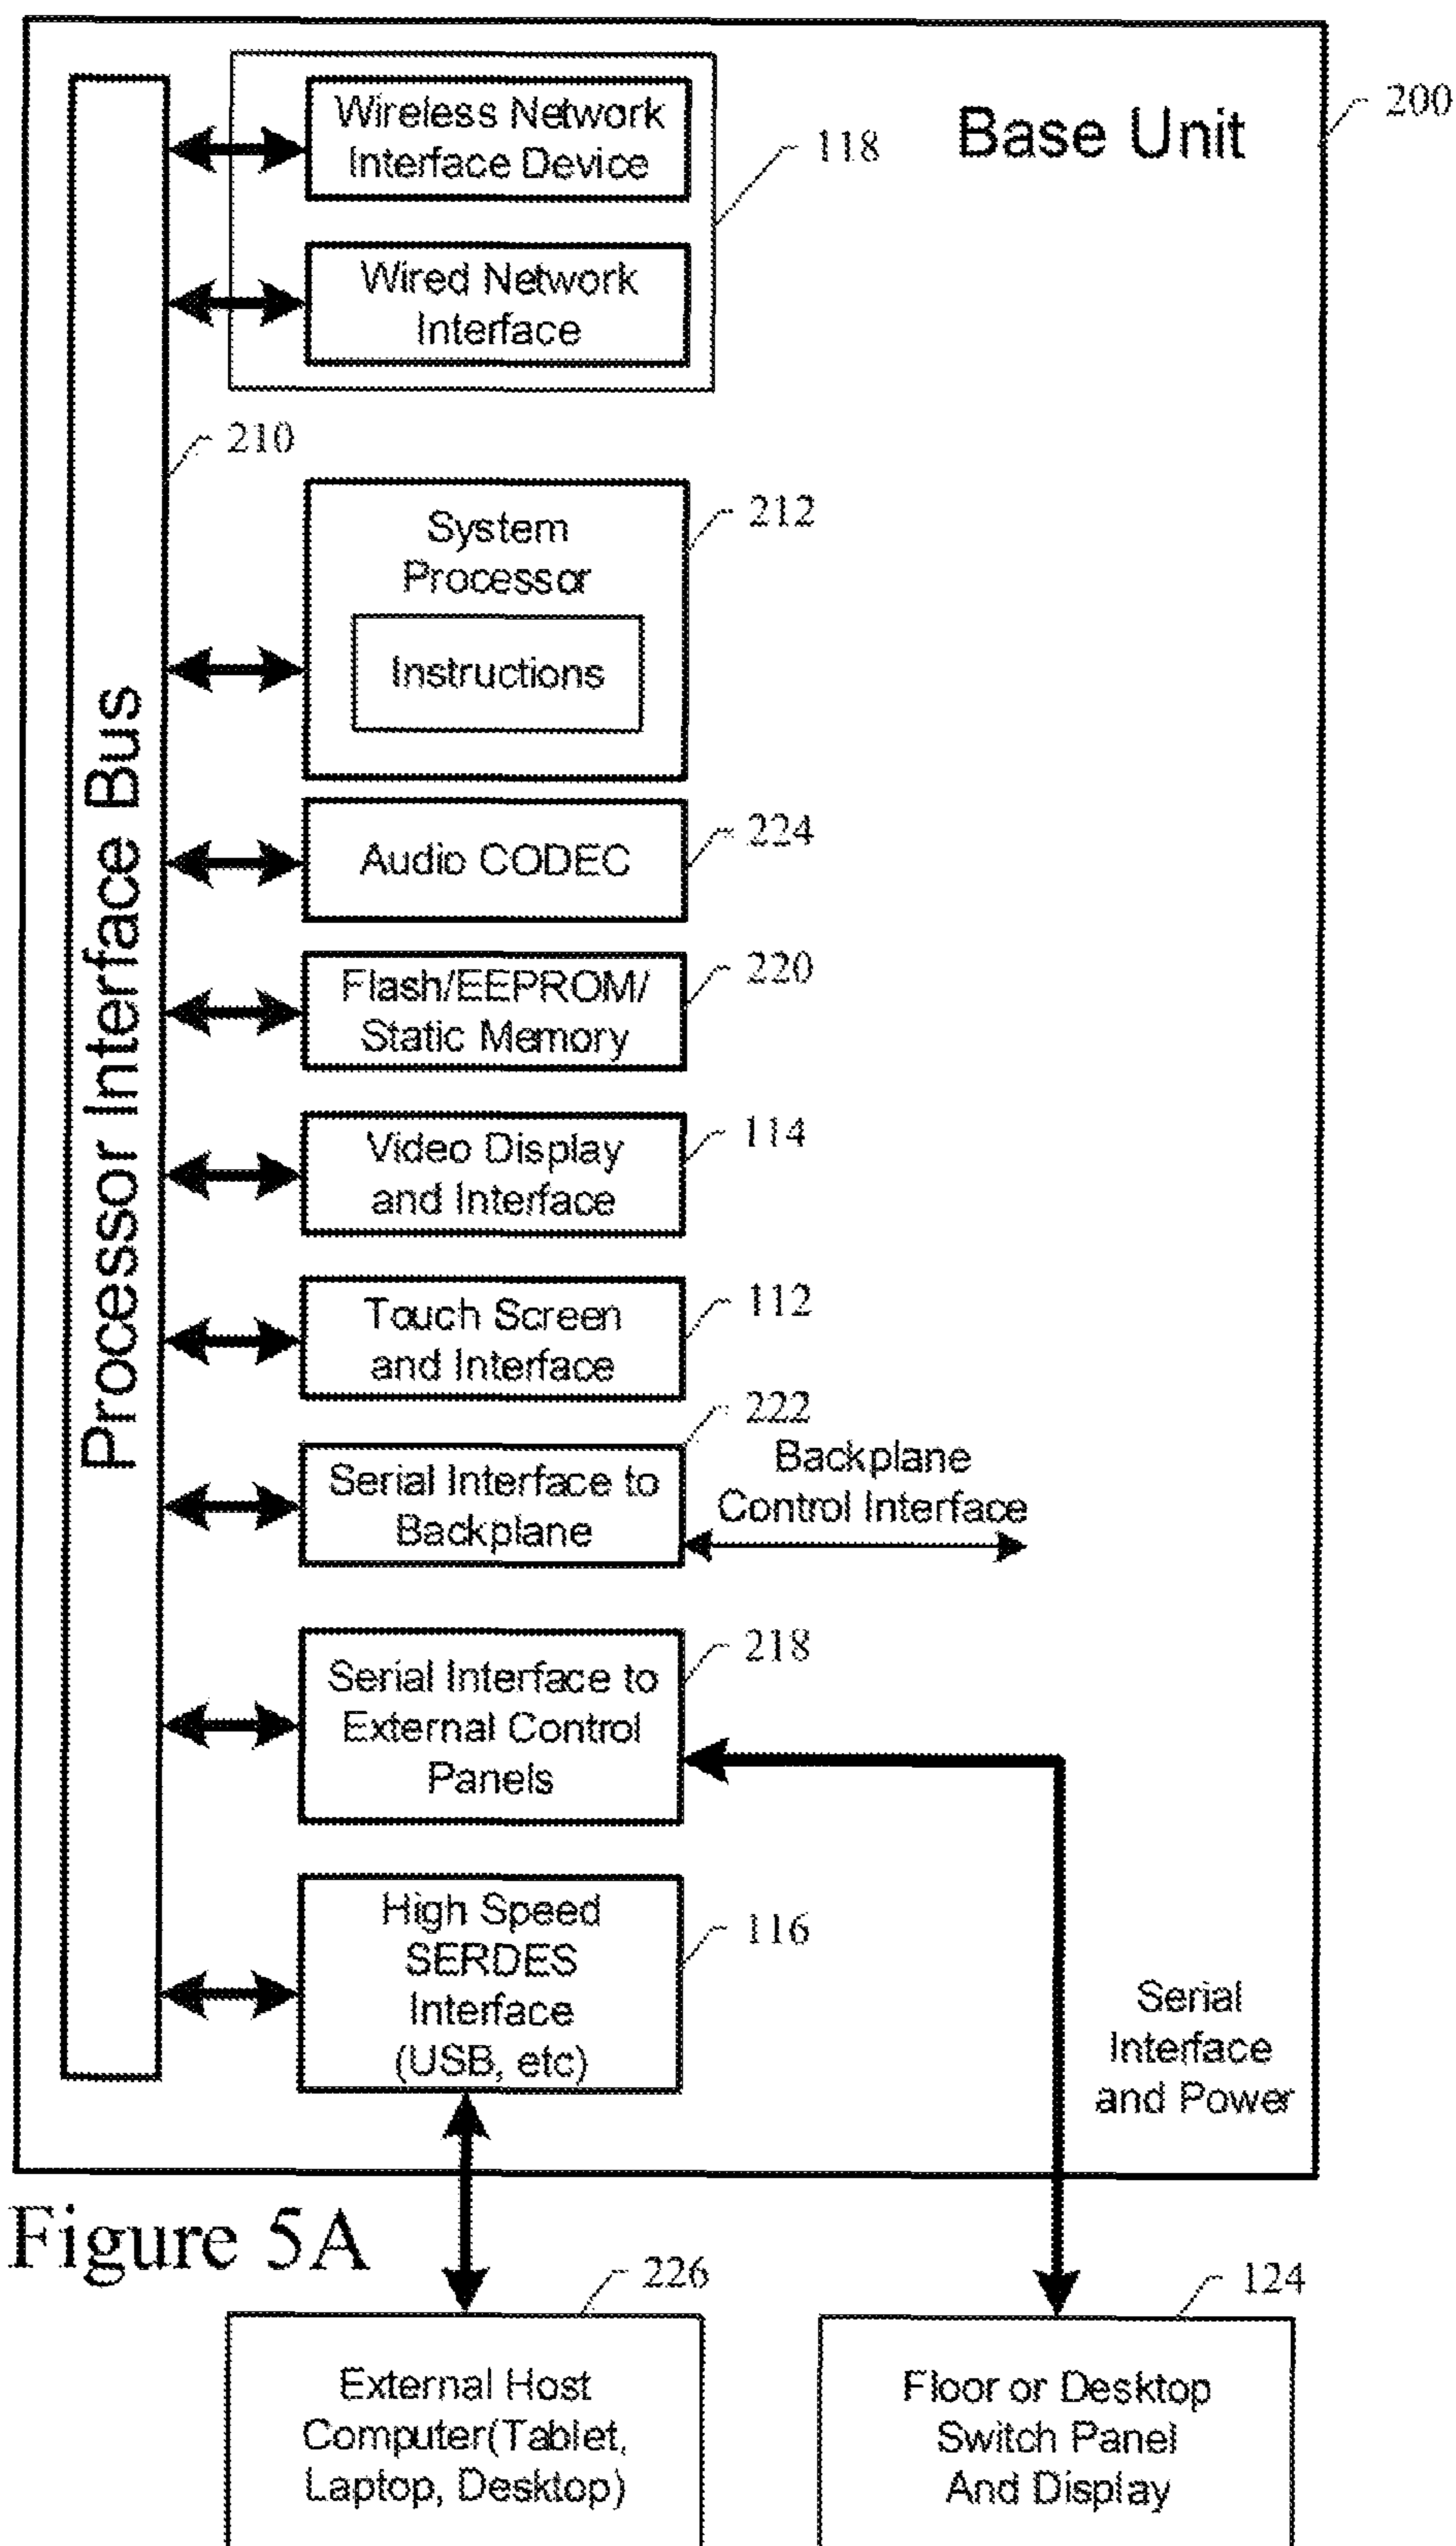 Base Unit
200
Wireless Network
Interface Device
118
Wired Network
Interface
210
Processor Interface Bus
System
Processor
212
Instructions
Audio CODEC
224
Flash/EEPROM/
Static Memory
220
Video Display
and Interface
114
Touch Screen
and Interface
112
Serial Interface to
Backplane
222
Backplane
Control Interface
Serial Interface to
External Control
Panels
218
High Speed
SERDES
Interface
(USB, etc)
116
Serial
Interface
and Power
Figure 5A
226
External Host
Computer(Tablet,
Laptop, Desktop)
124
Floor or Desktop
Switch Panel
And Display